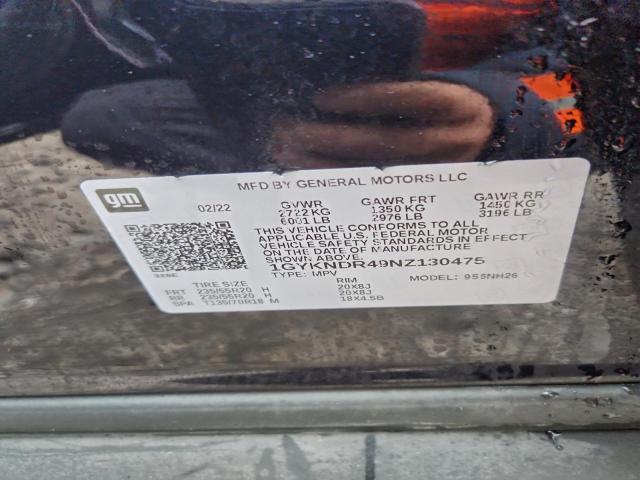 MFD BY GENERAL MOTORS LLC
gm 02/22 GVWR GAWR FRT GAWR RR
2722 KG 1350 KG 1450 KG
6001 LB 2976 LB 3196 LB
THIS VEHICLE CONFORMS TO ALL
APPLICABLE U.S. FEDERAL MOTOR
VEHICLE SAFETY STANDARDS IN EFFECT
ON THE DATE OF MANUFACTURE
SHOWN ABOVE.
1GYKNDR49NZ130475
TYPE: MPV MODEL: 9S8NH26
TIRE SIZE RIM
FRT 235/55R20 H 20X8J
RR 235/55R20 H 20X8J
SPA T135/70R18 M 18X4.5B